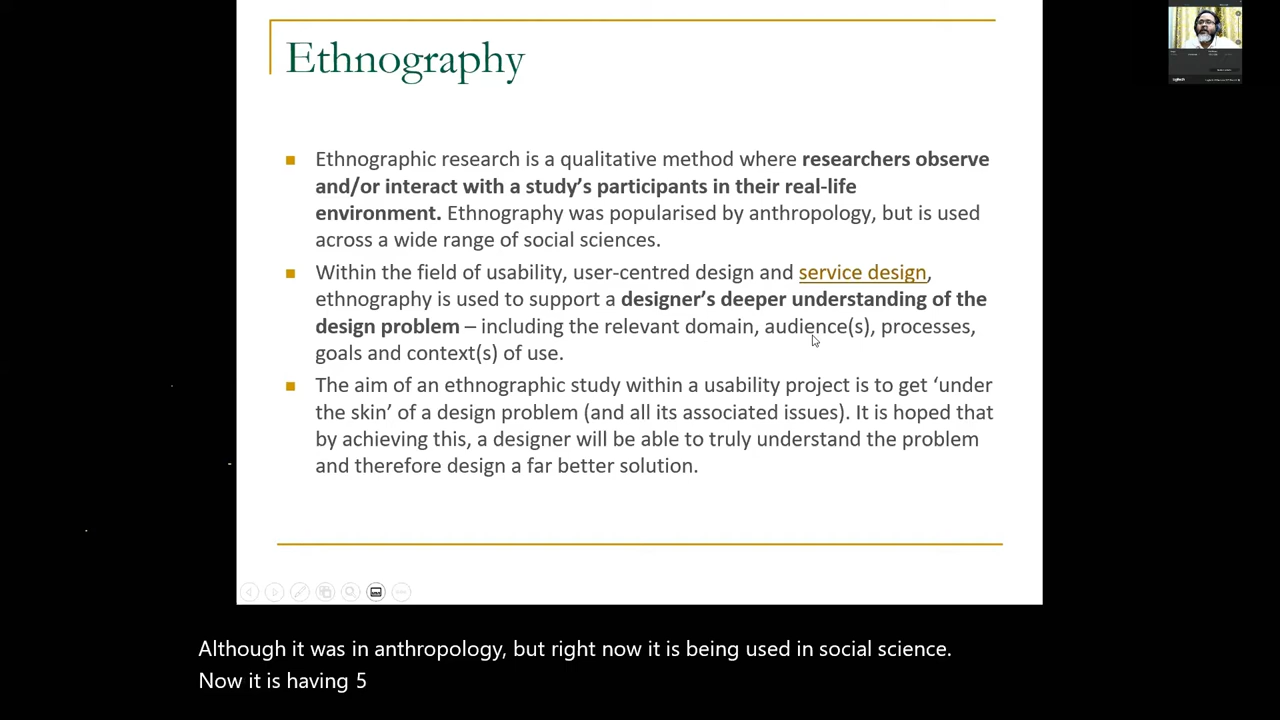 Ethnography
Ethnographic research is a qualitative method where researchers observe
and/or interact with a study’s participants in their real-life
environment. Ethnography was popularised by anthropology, but is used
across a wide range of social sciences.
Within the field of usability, user-centred design and service design,
ethnography is used to support a designer’s deeper understanding of the
design problem – including the relevant domain, audience(s), processes,
goals and context(s) of use.
The aim of an ethnographic study within a usability project is to get ‘under
the skin’ of a design problem (and all its associated issues). It is hoped that
by achieving this, a designer will be able to truly understand the problem
and therefore design a far better solution.
Although it was in anthropology, but right now it is being used in social science.
Now it is having 5